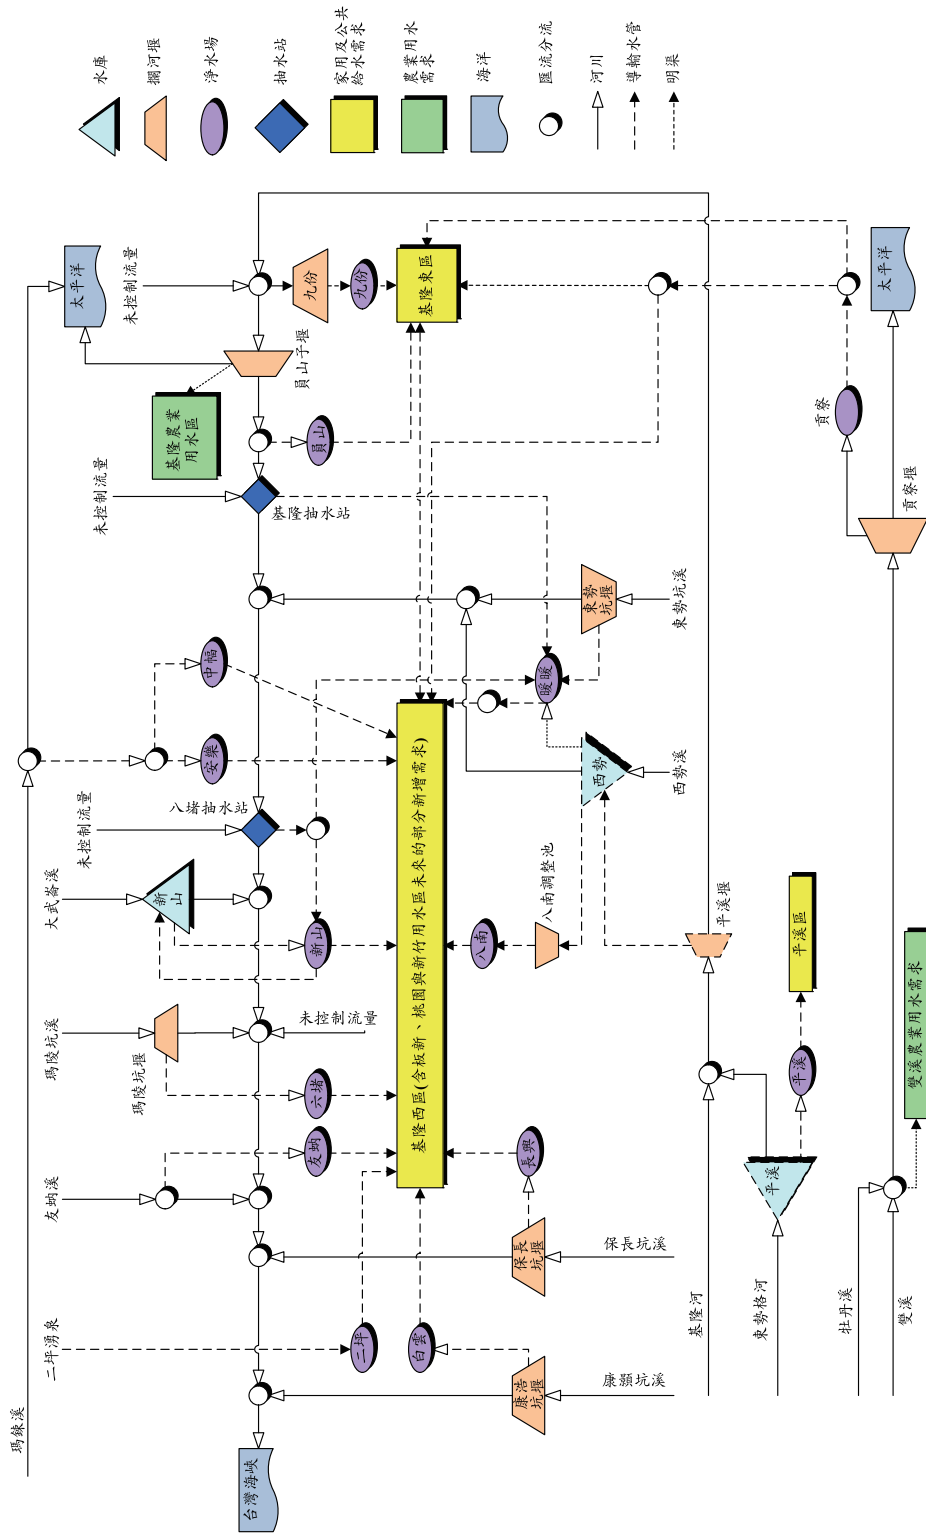 水庫
攔河堰
淨水場
抽水站
家用及公共
給水需求
農業用水
需求
海洋
匯流分流
河川
導輸水管
明渠
瑪鋉溪
二坪湧泉
友蚋溪
瑪陵坑溪
瑪陵坑堰
大武崙溪
新山
未控制流量
八堵抽水站
未控制流量
基隆抽水站
基隆農業
用水區
太平洋
未控制流量
員山子堰
九份
九份
員山
中幅
安樂
新山
未控制流量
六堵
友蚋
二坪
白雲
台灣海峽
基隆東區
基隆西區(含板新、桃園與新竹用水區未來的部分新增需求)
暖暖
東勢
坑堰
東勢坑溪
西勢
西勢溪
八南調整池
八南
長興
保長
坑堰
保長坑溪
康浩
坑堰
康顥坑溪
基隆河
平溪堰
東勢格河
平溪
平溪
平溪區
牡丹溪
雙溪
雙溪農業用水需求
貢寮堰
貢寮
太平洋